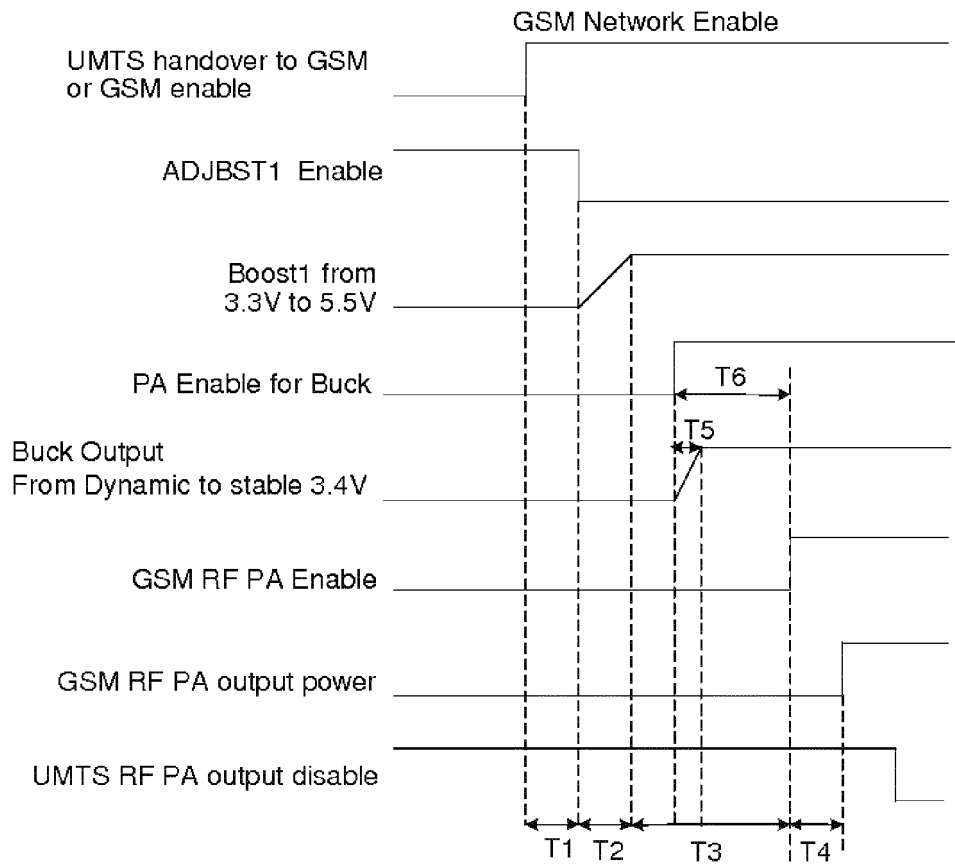 GSM Network Enable
UMTS handover to GSM
or GSM enable
ADJBST1 Enable
Boost1 from
3.3V to 5.5V
PA Enable for Buck
T6
T5
Buck Output
From Dynamic to stable 3.4V
GSM RF PA Enable
GSM RF PA output power
UMTS RF PA output disable
T1 T2 T3 T4